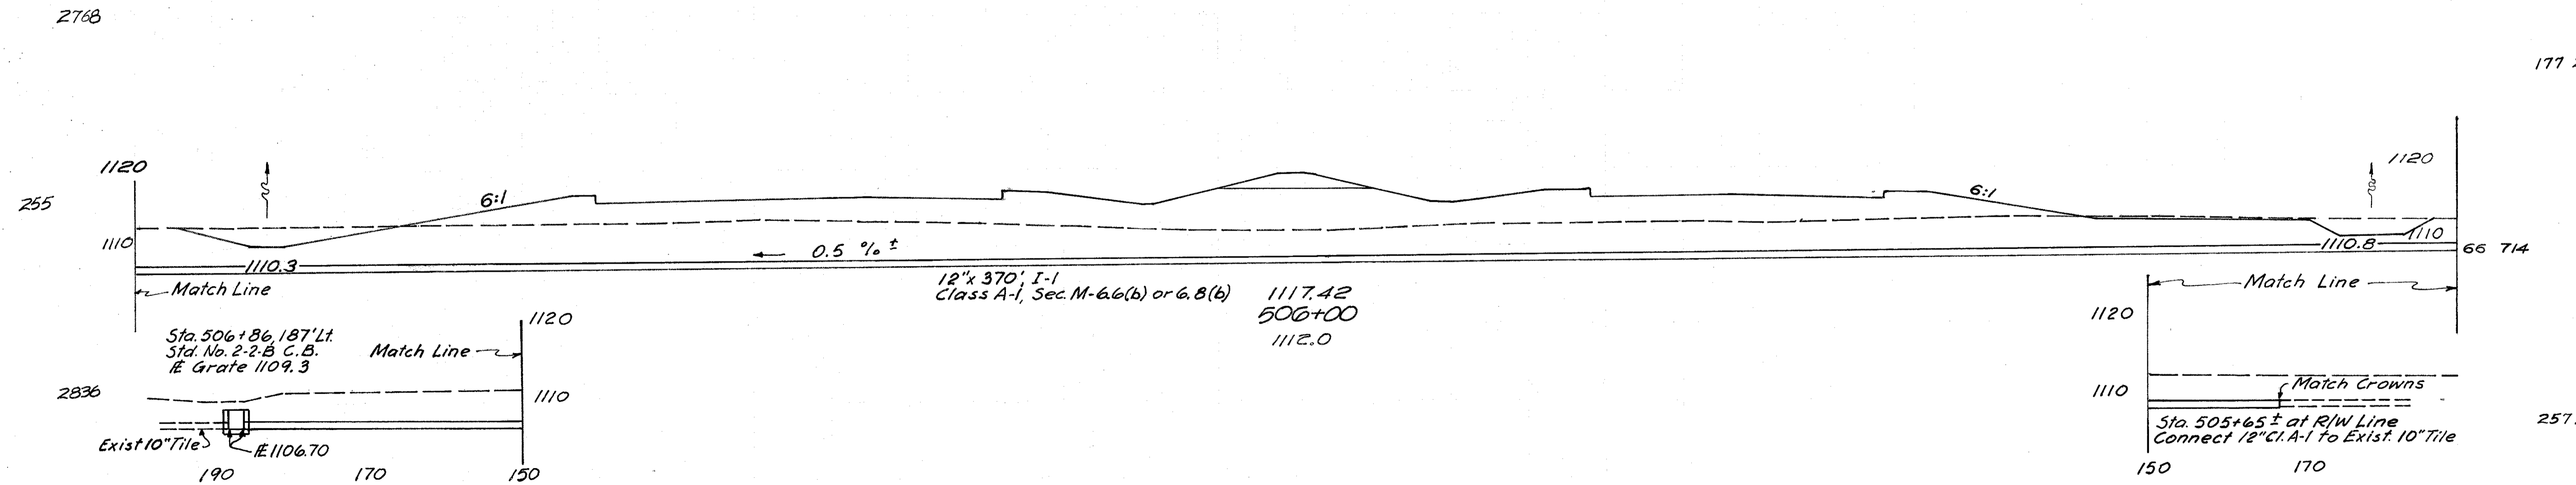 2768
177
1120
1120
255
6:1
6:1
1110
1110
0.5 % ±
1110.3
1110.8
66 714
Match Line
12"x 370', I-1
Class A-1, Sec. M-6.6(b) or 6.8(b)
1117.42
506+00
1112.0
Match Line
1120
1120
Sta. 506+86, 187' Lt.
Std. No. 2-2-B C.B.
Grate 1109.3
Match Line
2836
1110
1110
Match Crowns
Exist 10" Tile
1106.70
Sta. 505+65 ± at R/W Line
Connect 12" Cl. A-1 to Exist. 10" Tile
257
190 170 150
150 170